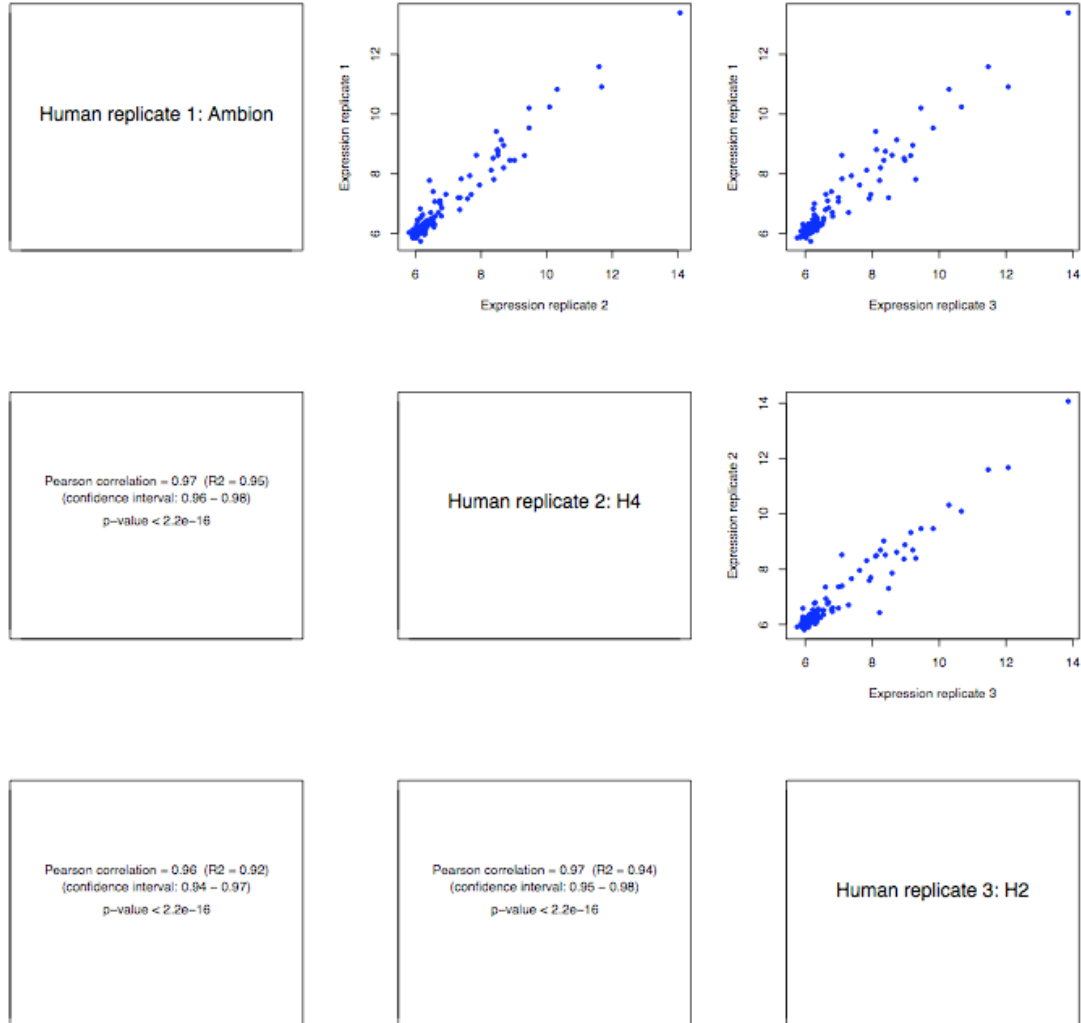 Human replicate 1: Ambion
Expression replicate 1
6 8 10 12
6 8 10 12 14
Expression replicate 2
Expression replicate 1
6 8 10 12
6 8 10 12 14
Expression replicate 3
Pearson correlation = 0.97 (R2 = 0.95)
(confidence interval: 0.96 – 0.98)
p–value < 2.2e–16
Human replicate 2: H4
Expression replicate 2
6 8 10 12 14
6 8 10 12 14
Expression replicate 3
Pearson correlation = 0.96 (R2 = 0.92)
(confidence interval: 0.94 – 0.97)
p–value < 2.2e–16
Pearson correlation = 0.97 (R2 = 0.94)
(confidence interval: 0.95 – 0.98)
p–value < 2.2e–16
Human replicate 3: H2